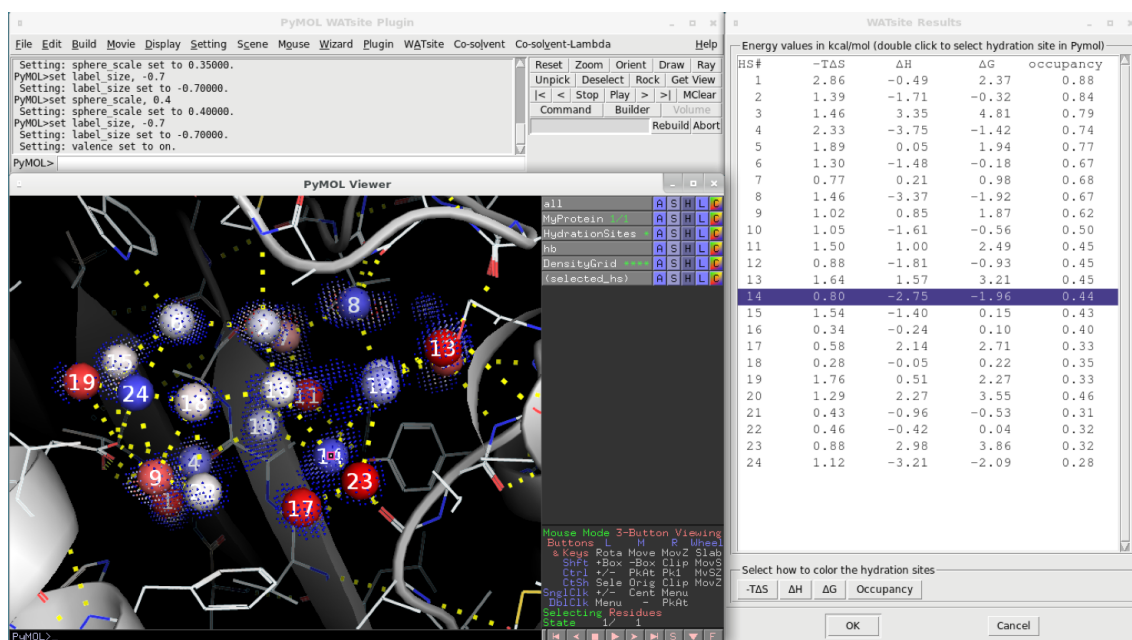 PyMOL WATsite Plugin
File Edit Build Movie Display Setting Scene Mouse Wizard Plugin WATsite Co-solvent Co-solvent-Lambda Help
Setting: sphere_scale set to 0.35000.
PyMOL>set label_size, -0.7
Setting: label_size set to -0.70000.
PyMOL>set sphere_scale, 0.4
Setting: sphere_scale set to 0.40000.
PyMOL>set label_size, -0.7
Setting: label_size set to -0.70000.
Setting: valence set to on.
PyMOL>
Reset Zoom Orient Draw Ray
Unpick Deselect Rock Get View
|< < Stop Play > >| MClear
Command Builder Volume
Rebuild Abort
PyMOL Viewer
8
13
19
24
11
9
4
1
14
23
17
all A S H L C
MyProtein 1/1 A S H L C
HydrationSites A S H L C
hb A S H L C
DensityGrid A S H L C
(selected_hs) A S H L C
Mouse Mode 3-Button Viewing
Buttons L M R Wheel
& Keys Rota Move MovZ Slab
Shft +Box -Box Clip MovS
Ctrl +/- PkAt Pk1 MvSZ
CtSh Sele Orig Clip MovZ
SnglClk +/- Cent Menu
DblClk Menu - PkAt
Selecting Residues
State 1/ 1
PyMOL>
WATsite Results
Energy values in kcal/mol (double click to select hydration site in Pymol)
HS# -TΔS ΔH ΔG occupancy
1 2.86 -0.49 2.37 0.88
2 1.39 -1.71 -0.32 0.84
3 1.46 3.35 4.81 0.79
4 2.33 -3.75 -1.42 0.74
5 1.89 0.05 1.94 0.77
6 1.30 -1.48 -0.18 0.67
7 0.77 0.21 0.98 0.68
8 1.46 -3.37 -1.92 0.67
9 1.02 0.85 1.87 0.62
10 1.05 -1.61 -0.56 0.50
11 1.50 1.00 2.49 0.45
12 0.88 -1.81 -0.93 0.45
13 1.64 1.57 3.21 0.45
14 0.80 -2.75 -1.96 0.44
15 1.54 -1.40 0.15 0.43
16 0.34 -0.24 0.10 0.40
17 0.58 2.14 2.71 0.33
18 0.28 -0.05 0.22 0.35
19 1.76 0.51 2.27 0.33
20 1.29 2.27 3.55 0.46
21 0.43 -0.96 -0.53 0.31
22 0.46 -0.42 0.04 0.32
23 0.88 2.98 3.86 0.32
24 1.12 -3.21 -2.09 0.28
Select how to color the hydration sites
-TΔS ΔH ΔG Occupancy
OK Cancel